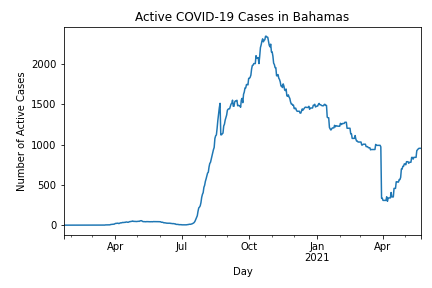 Active COVID-19 Cases in Bahamas
Number of Active Cases
2000
1500
1000
500
0
Apr
Jul
Oct
Jan
2021
Apr
Day